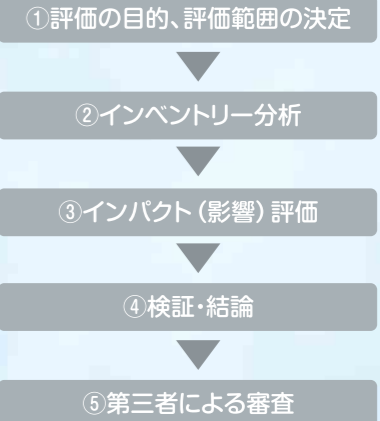 ①評価の目的、評価範囲の決定
②インベントリー分析
③インパクト（影響）評価
④検証・結論
⑤第三者による審査